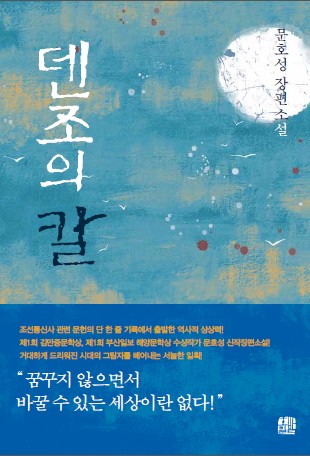 문호성 장편소설
덴조의
칼
조선통신사 관련 문헌의 단 한 줄 기록에서 출발한 역사적 상상력!
제1회 김만중문학상, 제1회 부산일보 해양문학상 수상작가 문호성 신작장편소설!
거대하게 드리워진 시대의 그림자를 베어내는 서늘한 일획!
“ 꿈꾸지 않으면서
바꿀 수 있는 세상이란 없다!”